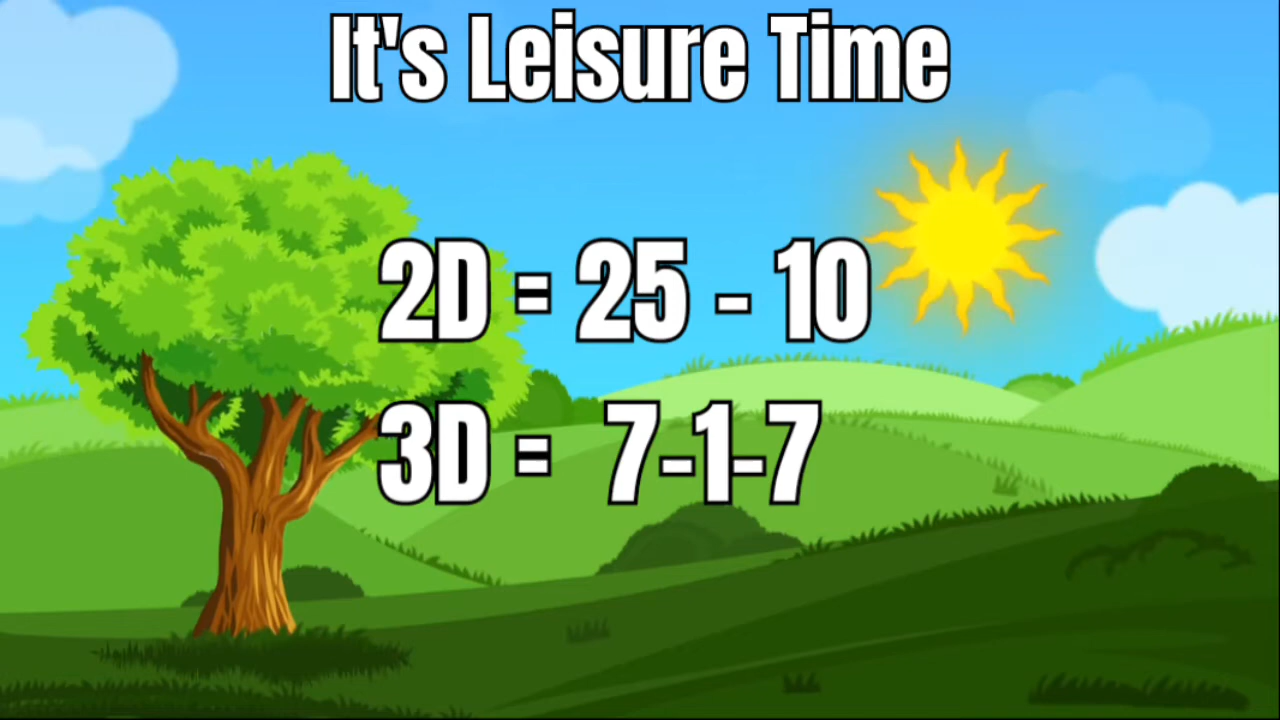 It's Leisure Time
2D = 25 - 10
3D = 7-1-7